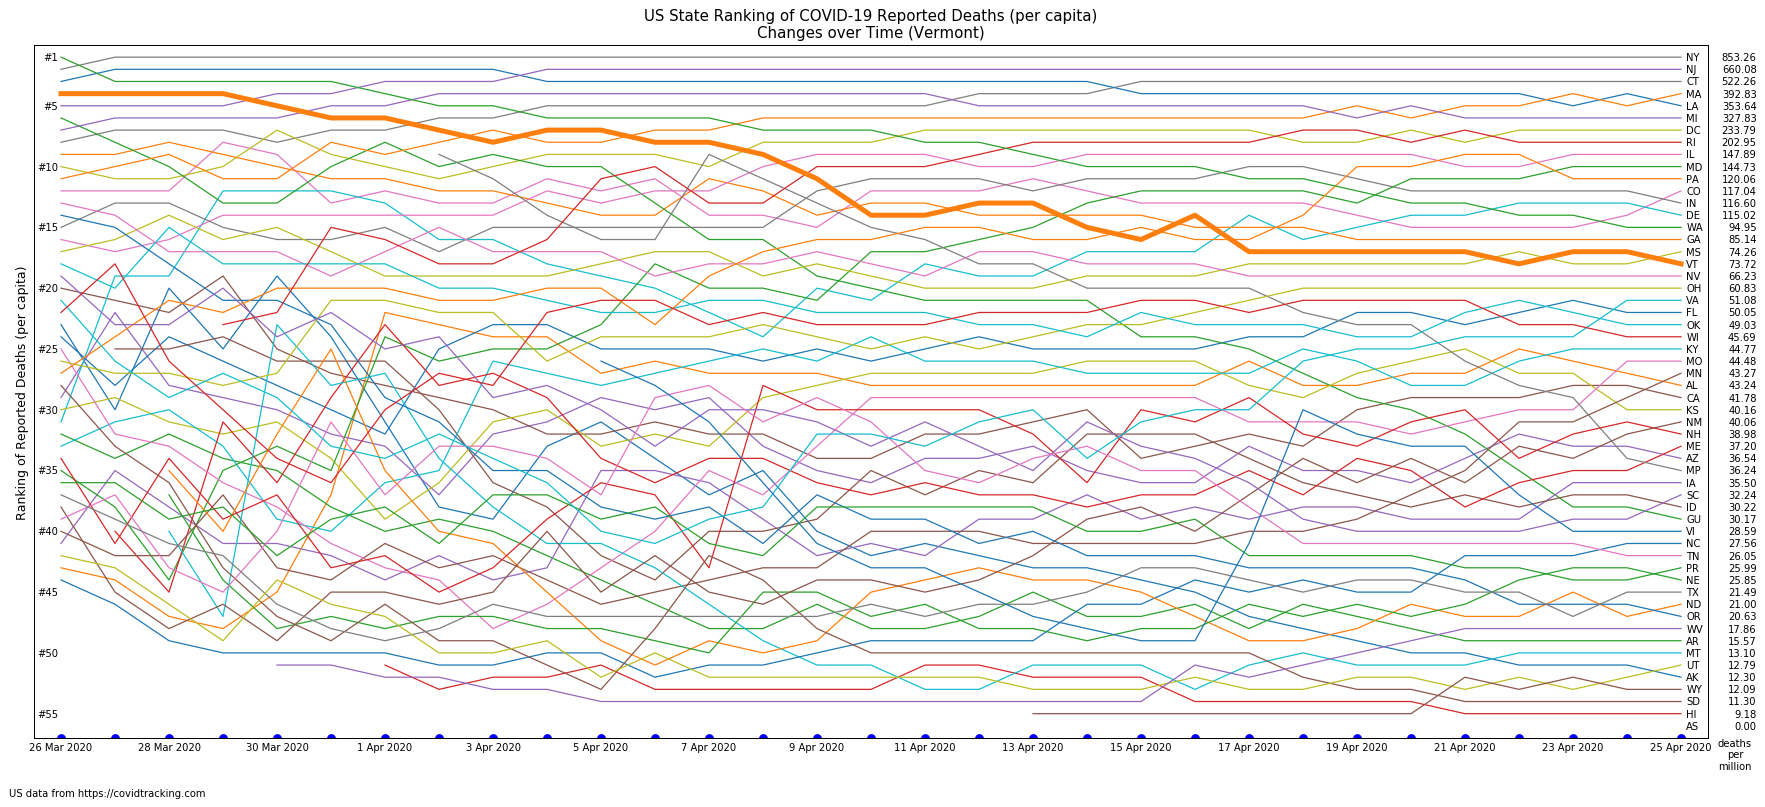 US State Ranking of COVID-19 Reported Deaths (per capita)
Changes over Time (Vermont)
Ranking of Reported Deaths (per capita)
#1
#5
#10
#15
#20
#25
#30
#35
#40
#45
#50
#55
NY 853.26
NJ 660.08
CT 522.26
MA 392.83
LA 353.64
MI 327.83
DC 233.79
RI 202.95
IL 147.89
MD 144.73
PA 120.06
CO 117.04
IN 116.60
DE 115.02
WA 94.95
GA 85.14
MS 74.26
VT 73.72
NV 66.23
OH 60.83
VA 51.08
FL 50.05
OK 49.03
WI 45.69
KY 44.77
MO 44.48
MN 43.27
AL 43.24
CA 41.78
KS 40.16
NM 40.06
NH 38.98
ME 37.20
AZ 36.54
MP 36.24
IA 35.50
SC 32.24
ID 30.22
GU 30.17
VI 28.59
NC 27.56
TN 26.05
PR 25.99
NE 25.85
TX 21.49
ND 21.00
OR 20.63
WV 17.86
AR 15.57
MT 13.10
UT 12.79
AK 12.30
WY 12.09
SD 11.30
HI 9.18
AS 0.00
26 Mar 2020 28 Mar 2020 30 Mar 2020 1 Apr 2020 3 Apr 2020 5 Apr 2020 7 Apr 2020 9 Apr 2020 11 Apr 2020 13 Apr 2020 15 Apr 2020 17 Apr 2020 19 Apr 2020 21 Apr 2020 23 Apr 2020 25 Apr 2020
deaths
per
million
US data from https://covidtracking.com